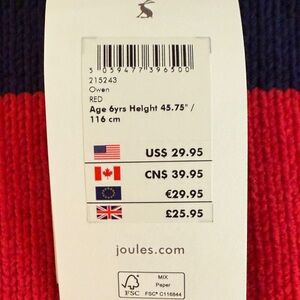 5 059477 396500
215243
Owen
RED
Age 6yrs Height 45.75" /
116 cm
US$ 29.95
CN$ 39.95
€29.95
£25.95
joules.com
FSC
MIX
Paper
FSC® C116844